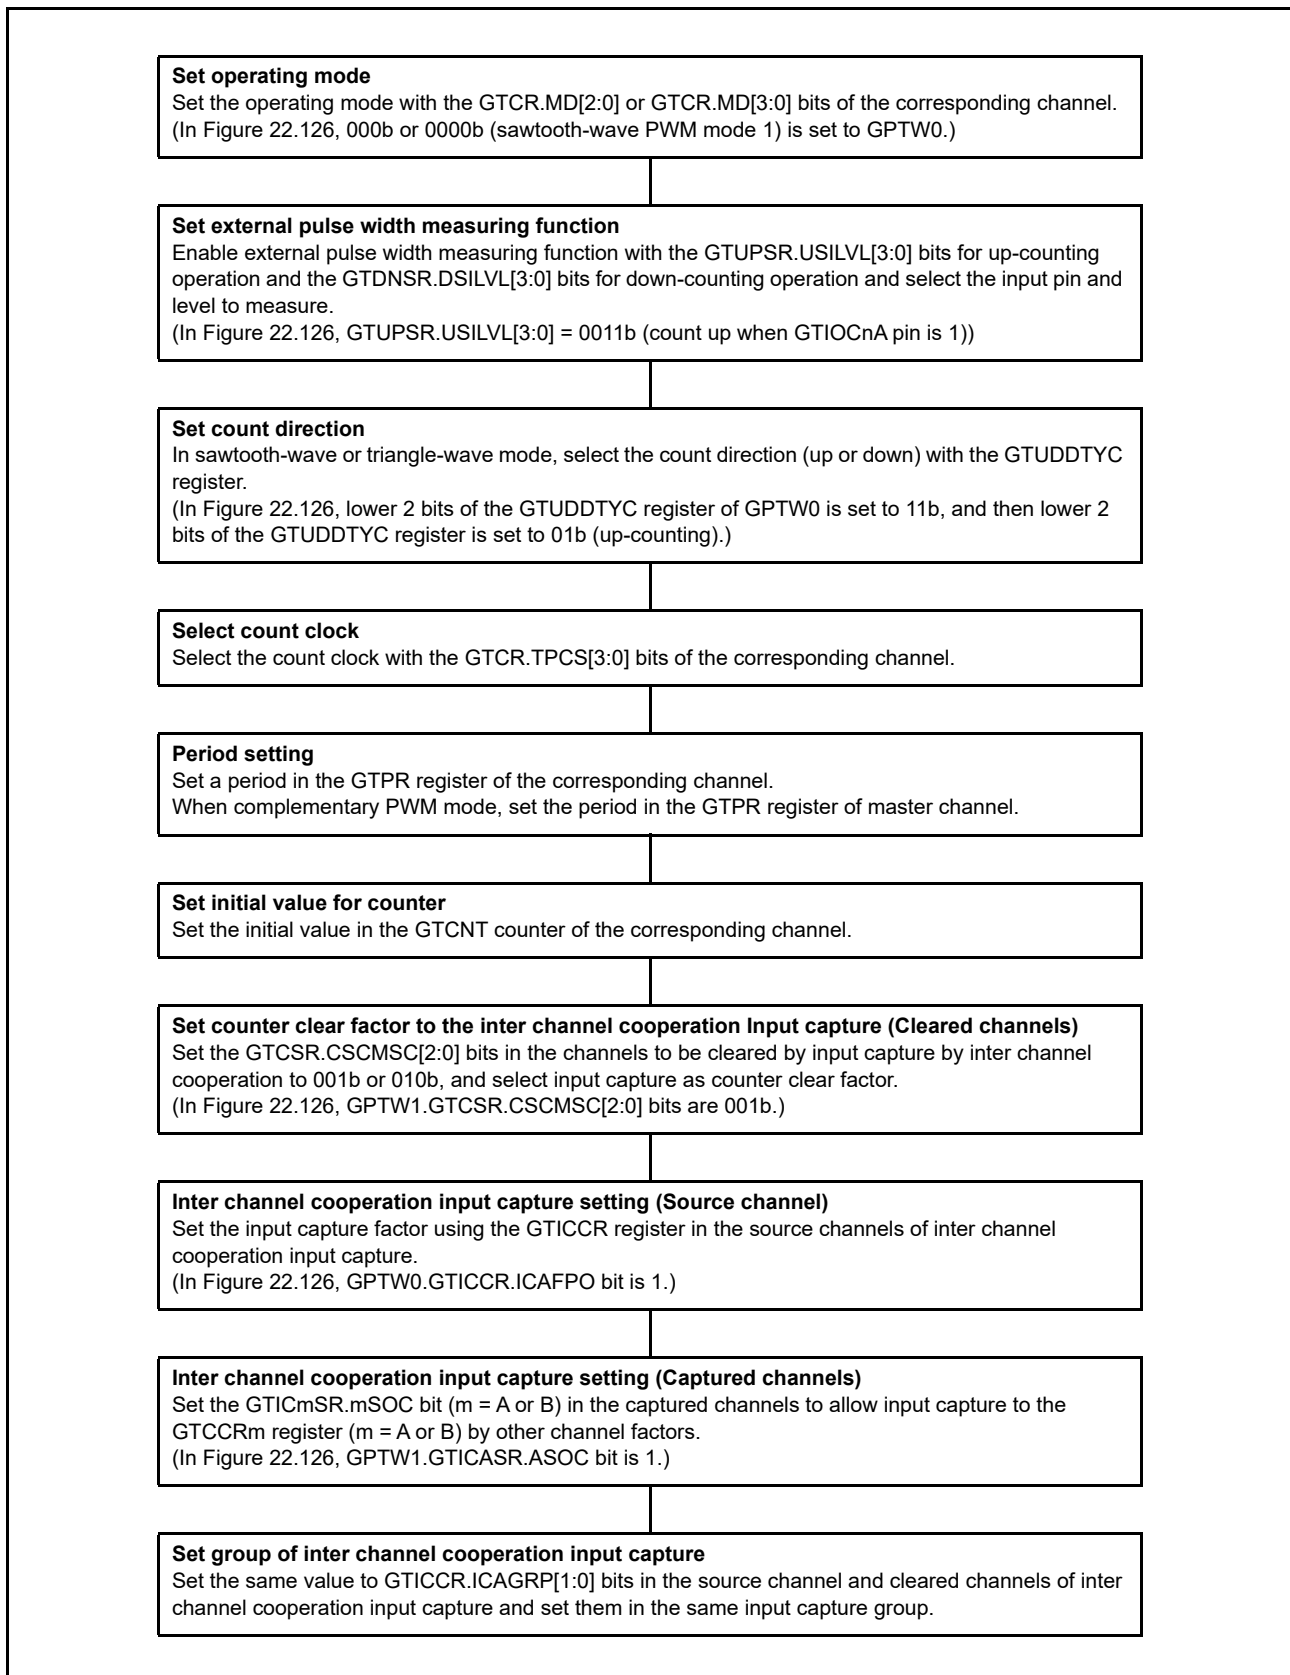 Set operating mode
Set the operating mode with the GTCR.MD[2:0] or GTCR.MD[3:0] bits of the corresponding channel.
(In Figure 22.126, 000b or 0000b (sawtooth-wave PWM mode 1) is set to GPTW0.)
Set external pulse width measuring function
Enable external pulse width measuring function with the GTUPSR.USILVL[3:0] bits for up-counting
operation and the GTDNSR.DSILVL[3:0] bits for down-counting operation and select the input pin and
level to measure.
(In Figure 22.126, GTUPSR.USILVL[3:0] = 0011b (count up when GTIOCnA pin is 1))
Set count direction
In sawtooth-wave or triangle-wave mode, select the count direction (up or down) with the GTUDDTYC
register.
(In Figure 22.126, lower 2 bits of the GTUDDTYC register of GPTW0 is set to 11b, and then lower 2
bits of the GTUDDTYC register is set to 01b (up-counting).)
Select count clock
Select the count clock with the GTCR.TPCS[3:0] bits of the corresponding channel.
Period setting
Set a period in the GTPR register of the corresponding channel.
When complementary PWM mode, set the period in the GTPR register of master channel.
Set initial value for counter
Set the initial value in the GTCNT counter of the corresponding channel.
Set counter clear factor to the inter channel cooperation Input capture (Cleared channels)
Set the GTCSR.CSCMSC[2:0] bits in the channels to be cleared by input capture by inter channel
cooperation to 001b or 010b, and select input capture as counter clear factor.
(In Figure 22.126, GPTW1.GTCSR.CSCMSC[2:0] bits are 001b.)
Inter channel cooperation input capture setting (Source channel)
Set the input capture factor using the GTICCR register in the source channels of inter channel
cooperation input capture.
(In Figure 22.126, GPTW0.GTICCR.ICAFPO bit is 1.)
Inter channel cooperation input capture setting (Captured channels)
Set the GTICmSR.mSOC bit (m = A or B) in the captured channels to allow input capture to the
GTCCRm register (m = A or B) by other channel factors.
(In Figure 22.126, GPTW1.GTICASR.ASOC bit is 1.)
Set group of inter channel cooperation input capture
Set the same value to GTICCR.ICAGRP[1:0] bits in the source channel and cleared channels of inter
channel cooperation input capture and set them in the same input capture group.